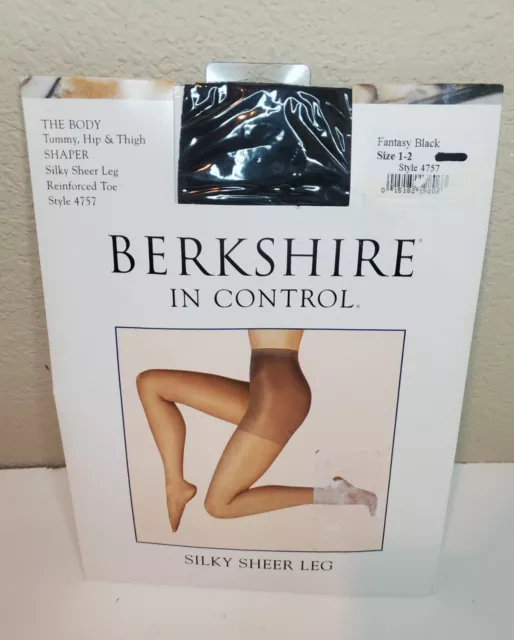 THE BODY
Tummy, Hip & Thigh
SHAPER
Silky Sheer Leg
Reinforced Toe
Style 4757
Fantasy Black
Size 1-2
Style 4757
BERKSHIRE®
IN CONTROL®
SILKY SHEER LEG